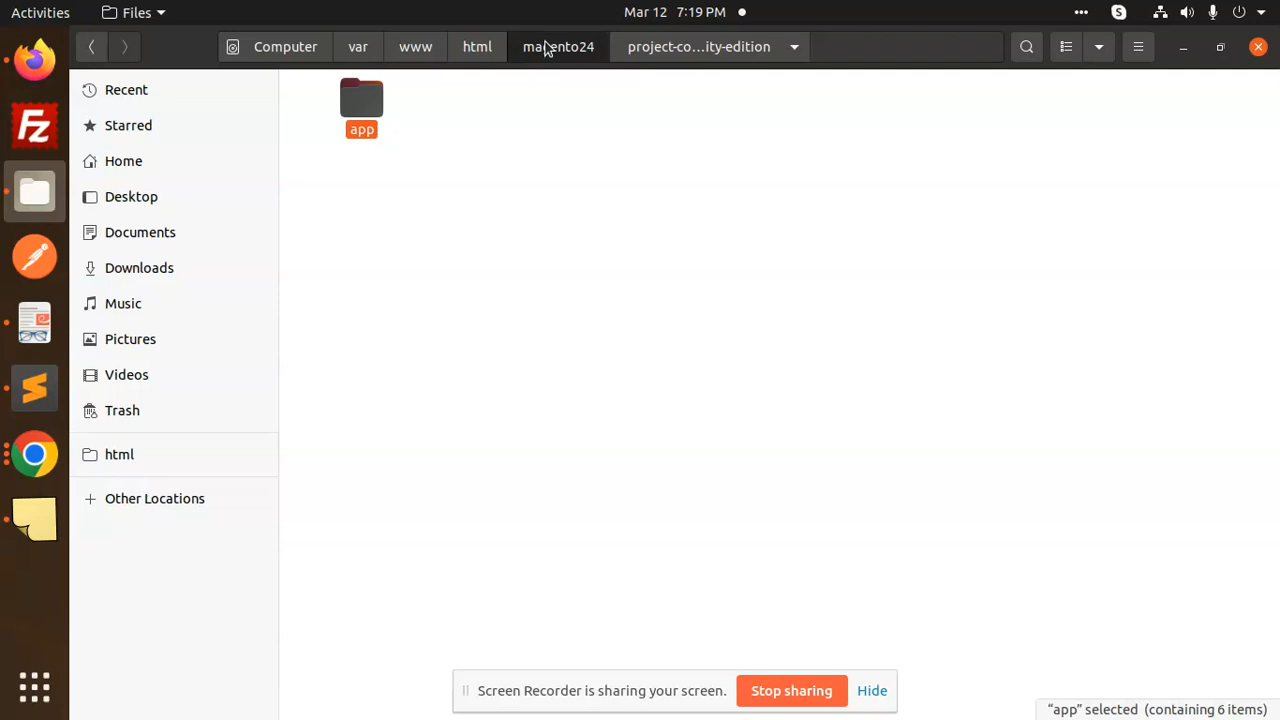 Activities
Files
Mar 12 7:19 PM
Computer
var
www
html
project-co…ity-edition
Recent
Starred
Home
Desktop
Documents
Downloads
Music
Pictures
Videos
Trash
html
Other Locations
app
Screen Recorder is sharing your screen.
Stop sharing
Hide
"app" selected (containing 6 items)
Fz